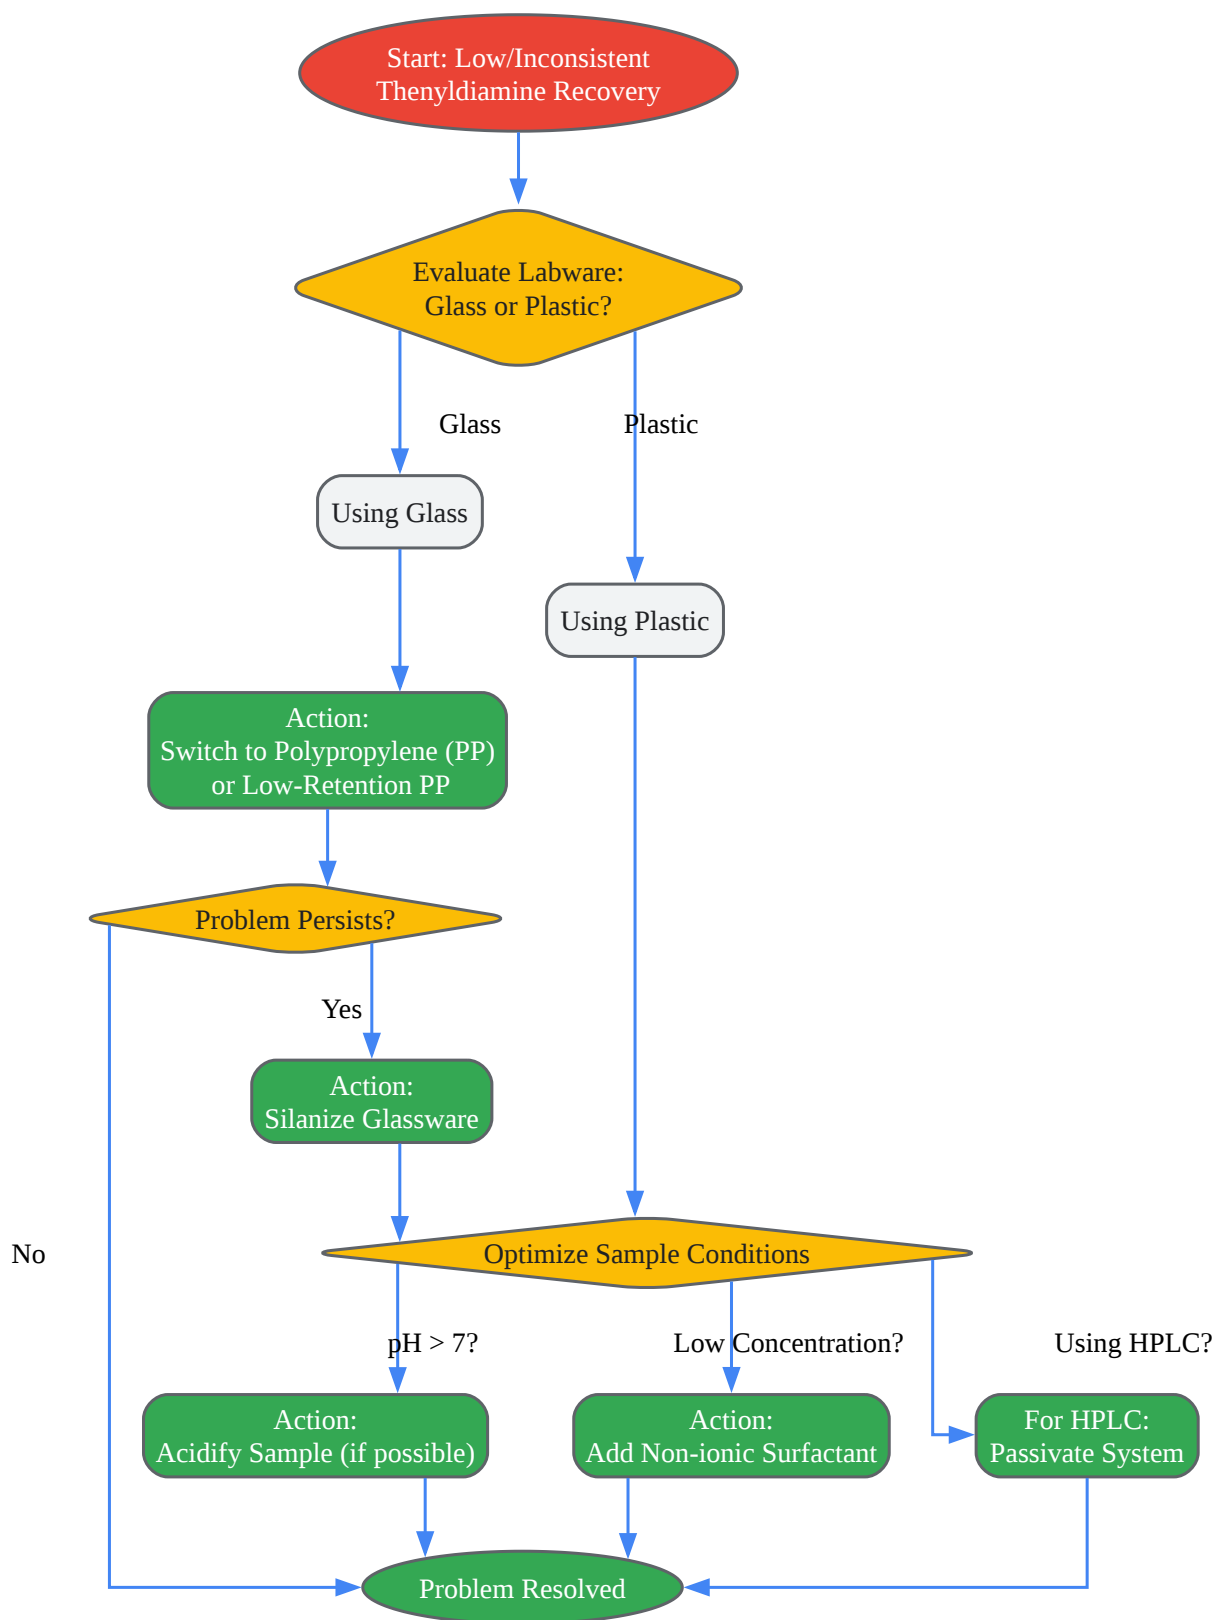 Start: Low/Inconsistent
Thenyldiamine Recovery
Evaluate Labware:
Glass or Plastic?
Glass
Plastic
Using Glass
Using Plastic
Action:
Switch to Polypropylene (PP)
or Low-Retention PP
Problem Persists?
Yes
Action:
Silanize Glassware
No
Optimize Sample Conditions
pH > 7?
Low Concentration?
Using HPLC?
Action:
Acidify Sample (if possible)
Action:
Add Non-ionic Surfactant
For HPLC:
Passivate System
Problem Resolved